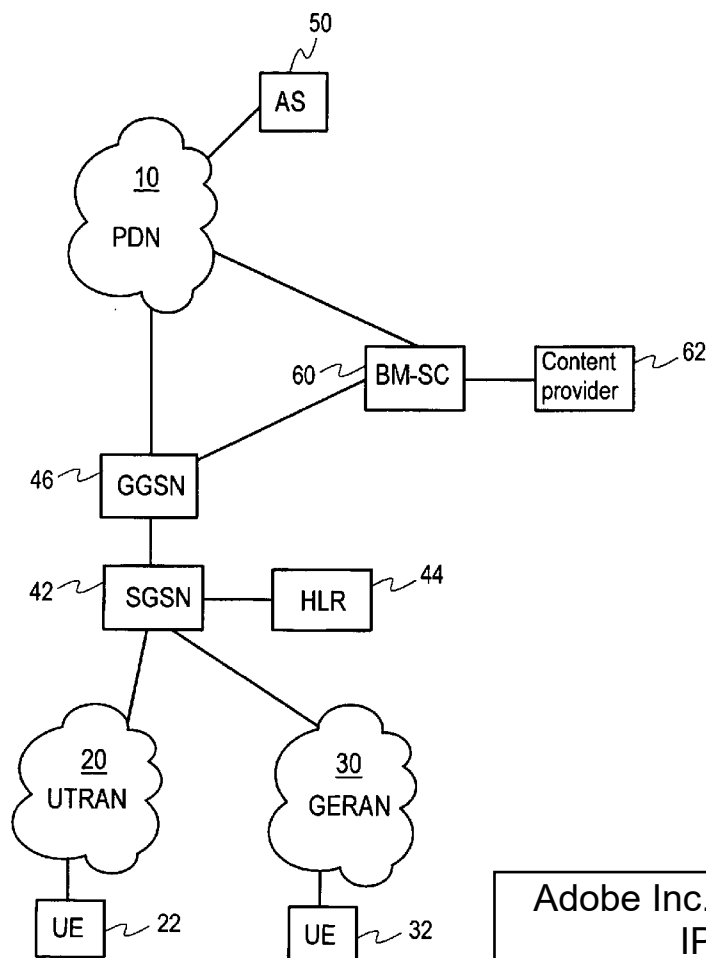 50
AS
10
PDN
60
BM-SC
Content
provider
62
46
GGSN
42
SGSN
HLR
44
20
UTRAN
30
GERAN
UE
22
UE
32
Adobe Inc.